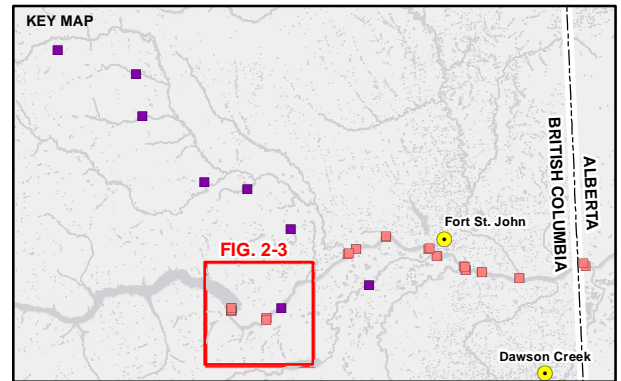 KEY MAP
BRITISH COLUMBIA
ALBERTA
Fort St. John
FIG. 2-3
Dawson Creek